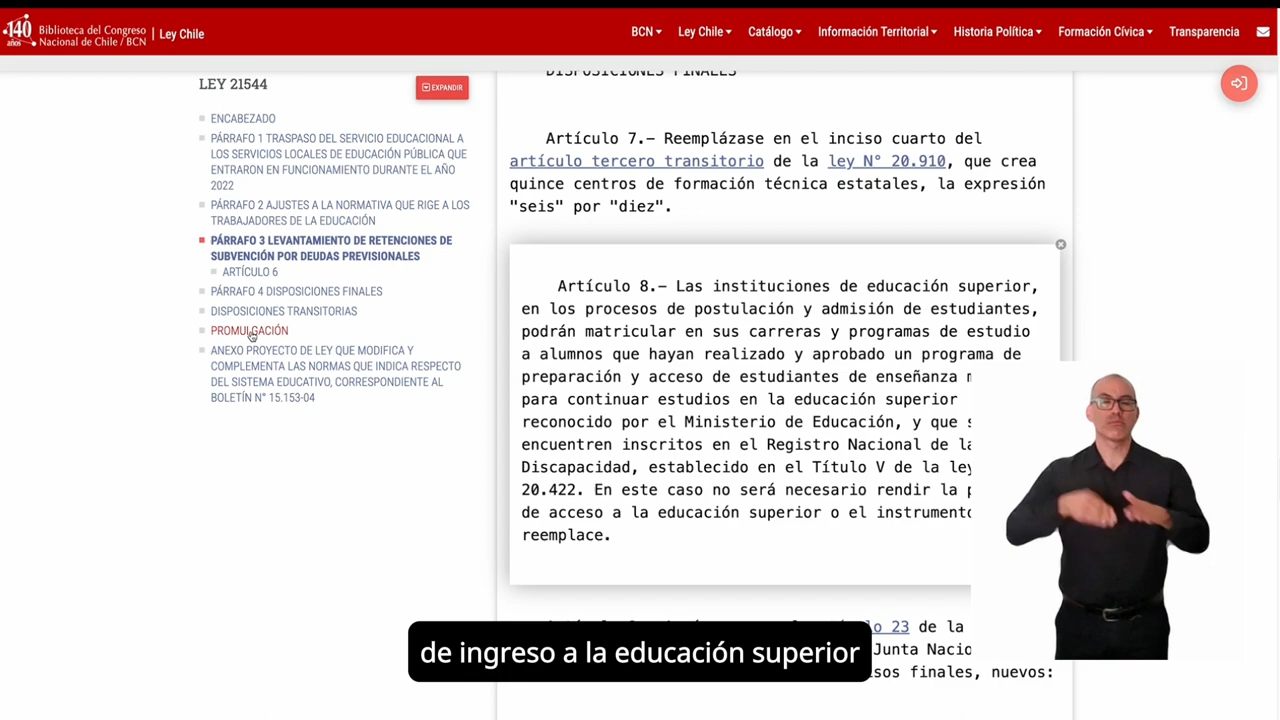 140 años
Biblioteca del Congreso
Nacional de Chile / BCN
Ley Chile
BCN
Ley Chile
Catálogo
Información Territorial
Historia Política
Formación Cívica
Transparencia
LEY 21544
EXPANDIR
ENCABEZADO
PÁRRAFO 1 TRASPASO DEL SERVICIO EDUCACIONAL A
LOS SERVICIOS LOCALES DE EDUCACIÓN PÚBLICA QUE
ENTRARON EN FUNCIONAMIENTO DURANTE EL AÑO
2022
PÁRRAFO 2 AJUSTES A LA NORMATIVA QUE RIGE A LOS
TRABAJADORES DE LA EDUCACIÓN
PÁRRAFO 3 LEVANTAMIENTO DE RETENCIONES DE
SUBVENCIÓN POR DEUDAS PREVISIONALES
ARTÍCULO 6
PÁRRAFO 4 DISPOSICIONES FINALES
DISPOSICIONES TRANSITORIAS
PROMULGACIÓN
ANEXO PROYECTO DE LEY QUE MODIFICA Y
COMPLEMENTA LAS NORMAS QUE INDICA RESPECTO
DEL SISTEMA EDUCATIVO, CORRESPONDIENTE AL
BOLETÍN N° 15.153-04
DISPOSICIONES FINALES
Artículo 7.- Reemplázase en el inciso cuarto del
artículo tercero transitorio de la ley N° 20.910, que crea
quince centros de formación técnica estatales, la expresión
"seis" por "diez".
Artículo 8.- Las instituciones de educación superior,
en los procesos de postulación y admisión de estudiantes,
podrán matricular en sus carreras y programas de estudio
a alumnos que hayan realizado y aprobado un programa de
preparación y acceso de estudiantes de enseñanza
para continuar estudios en la educación superior
reconocido por el Ministerio de Educación, y que
encuentren inscritos en el Registro Nacional de la
Discapacidad, establecido en el Título V de la ley
20.422. En este caso no será necesario rendir la
de acceso a la educación superior o el instrumento
reemplace.
23 de la
Junta
finales, nuevos:
de ingreso a la educación superior